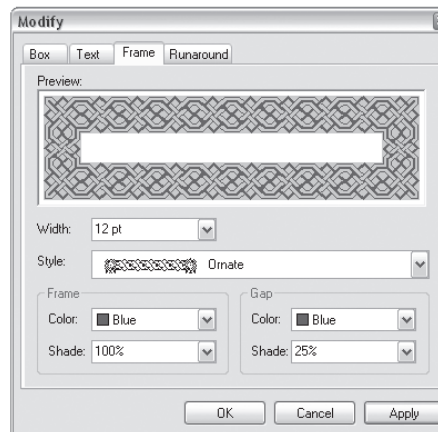 Modify
Box Text Frame Runaround
Preview:
Width: 12 pt
Style: Ornate
Frame Gap
Color: Blue Color: Blue
Shade: 100% Shade: 25%
OK Cancel Apply